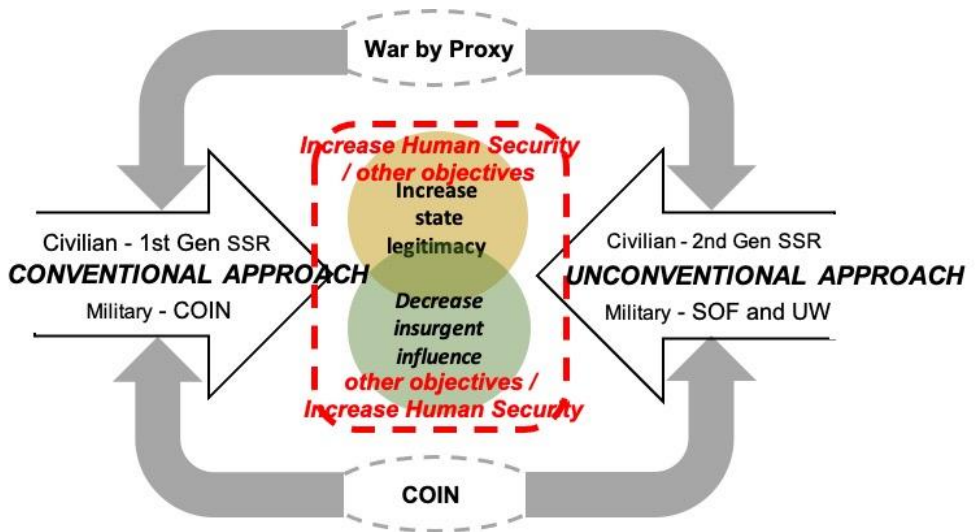 War by Proxy
Increase Human Security
/ other objectives
Increase
state
legitimacy
Civilian - 1st Gen SSR
CONVENTIONAL APPROACH
Military - COIN
Civilian - 2nd Gen SSR
UNCONVENTIONAL APPROACH
Military - SOF and UW
Decrease
insurgent
influence
other objectives /
Increase Human Security
COIN